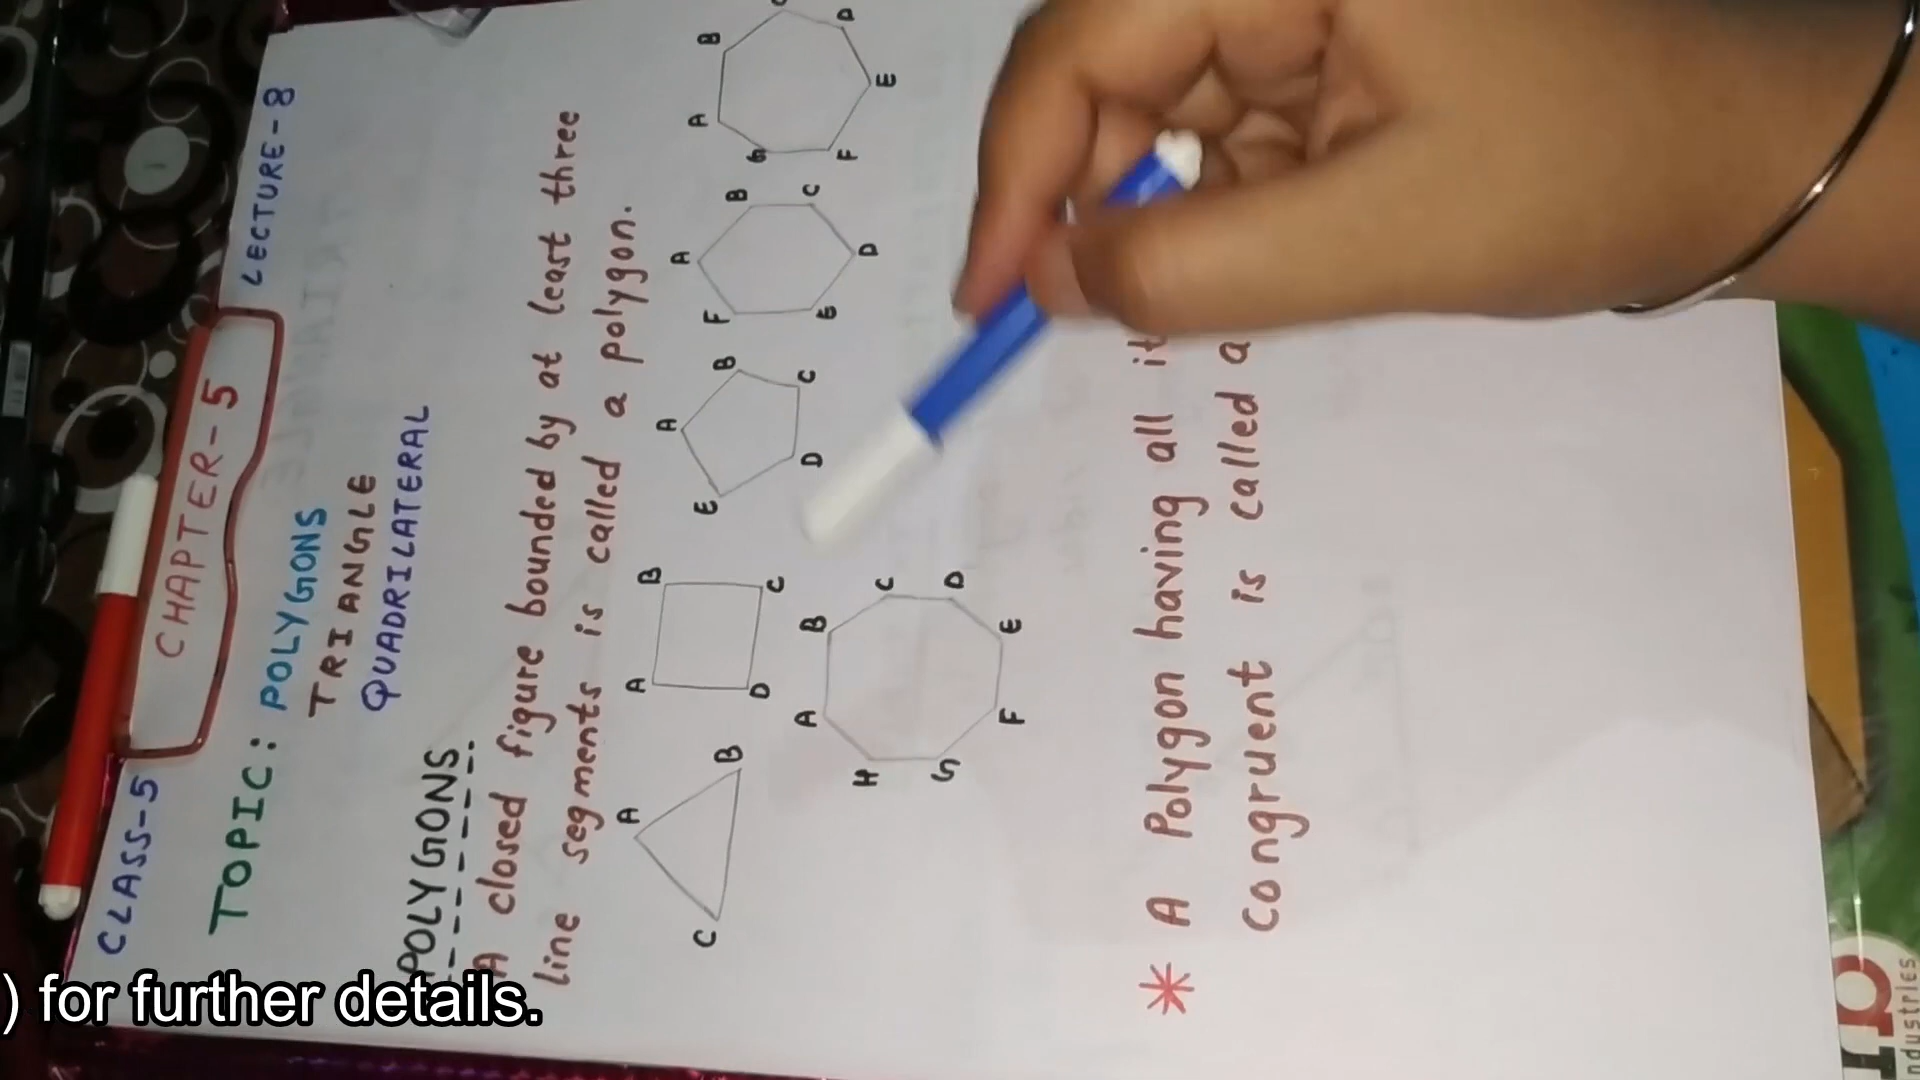 CLASS-5
CHAPTER-5
LECTURE-8
TOPIC: POLYGONS
TRIANGLE
QUADRILATERAL
POLYGONS
A closed figure bounded by at least three
line segments is called a polygon.
A
B
C
A
B
C
D
A
B
C
D
E
A
B
C
D
E
F
A
B
D
E
F
G
A
B
C
D
E
F
G
H
* A Polygon having all it
congruent is called a
) for further details.
ndustries